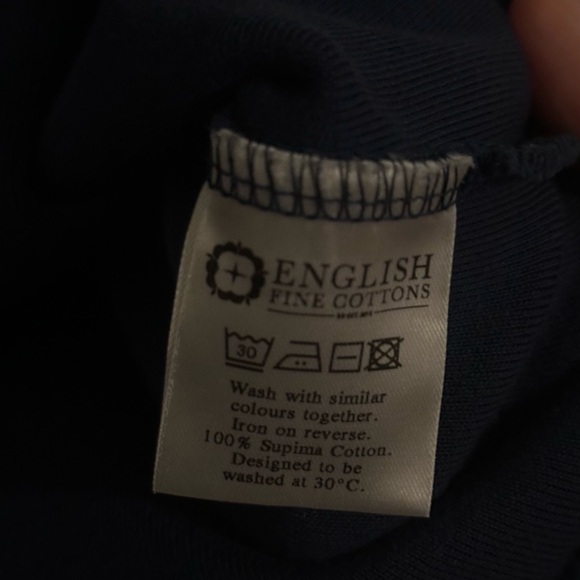 ENGLISH
FINE COTTONS
30
Wash with similar
colours together.
Iron on reverse.
100% Supima Cotton.
Designed to be
washed at 30°C.